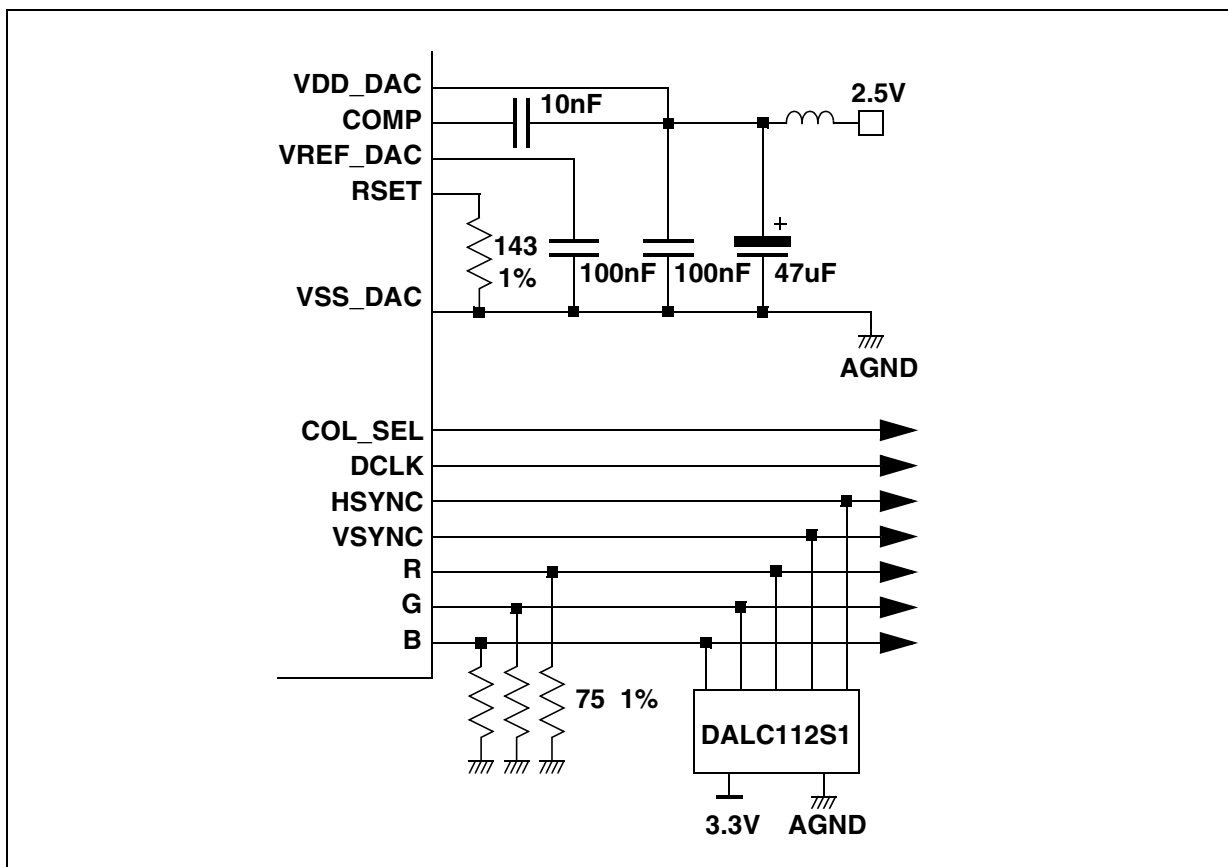 VDD_DAC
10nF
2.5V
COMP
VREF_DAC
RSET
+
143
1%
100nF
100nF
47uF
VSS_DAC
AGND
COL_SEL
DCLK
HSYNC
VSYNC
R
G
B
75 1%
DALC112S1
3.3V
AGND